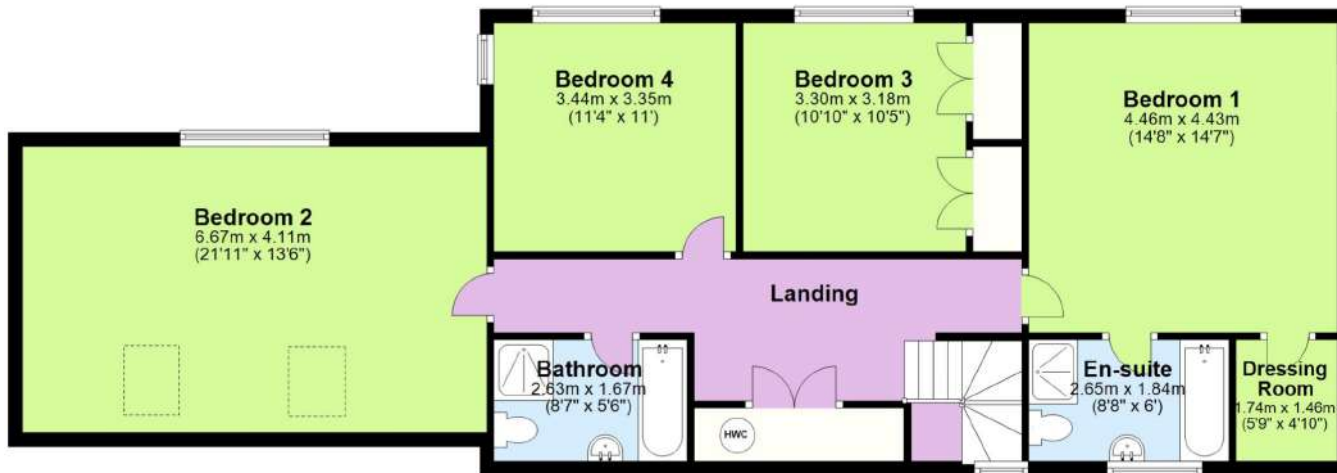 Bedroom 4
3.44m x 3.35m
(11'4" x 11')
Bedroom 3
3.30m x 3.18m
(10'10" x 10'5")
Bedroom 1
4.46m x 4.43m
(14'8" x 14'7")
Bedroom 2
6.67m x 4.11m
(21'11" x 13'6")
Landing
Bathroom
2.63m x 1.67m
(8'7" x 5'6")
HWC
En-suite
2.65m x 1.84m
(8'8" x 6')
Dressing
Room
1.74m x 1.46m
(5'9" x 4'10")